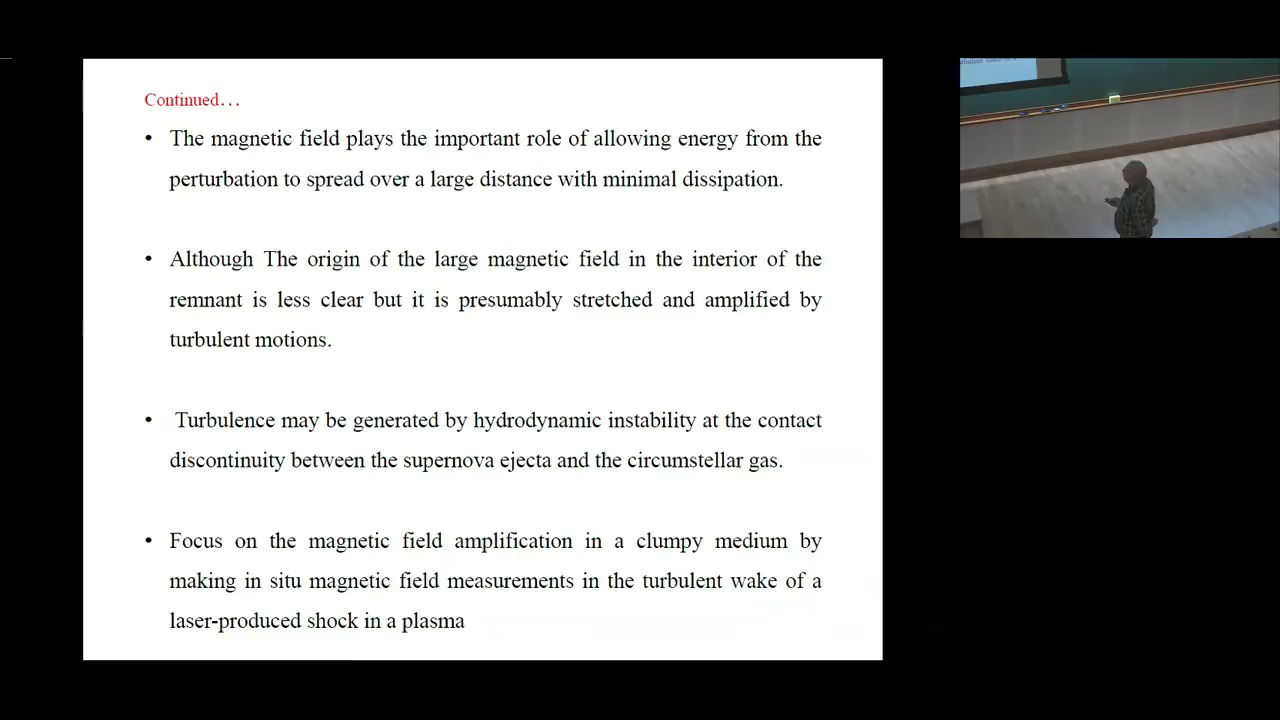 Continued…
• The magnetic field plays the important role of allowing energy from the
perturbation to spread over a large distance with minimal dissipation.
• Although The origin of the large magnetic field in the interior of the
remnant is less clear but it is presumably stretched and amplified by
turbulent motions.
• Turbulence may be generated by hydrodynamic instability at the contact
discontinuity between the supernova ejecta and the circumstellar gas.
• Focus on the magnetic field amplification in a clumpy medium by
making in situ magnetic field measurements in the turbulent wake of a
laser-produced shock in a plasma